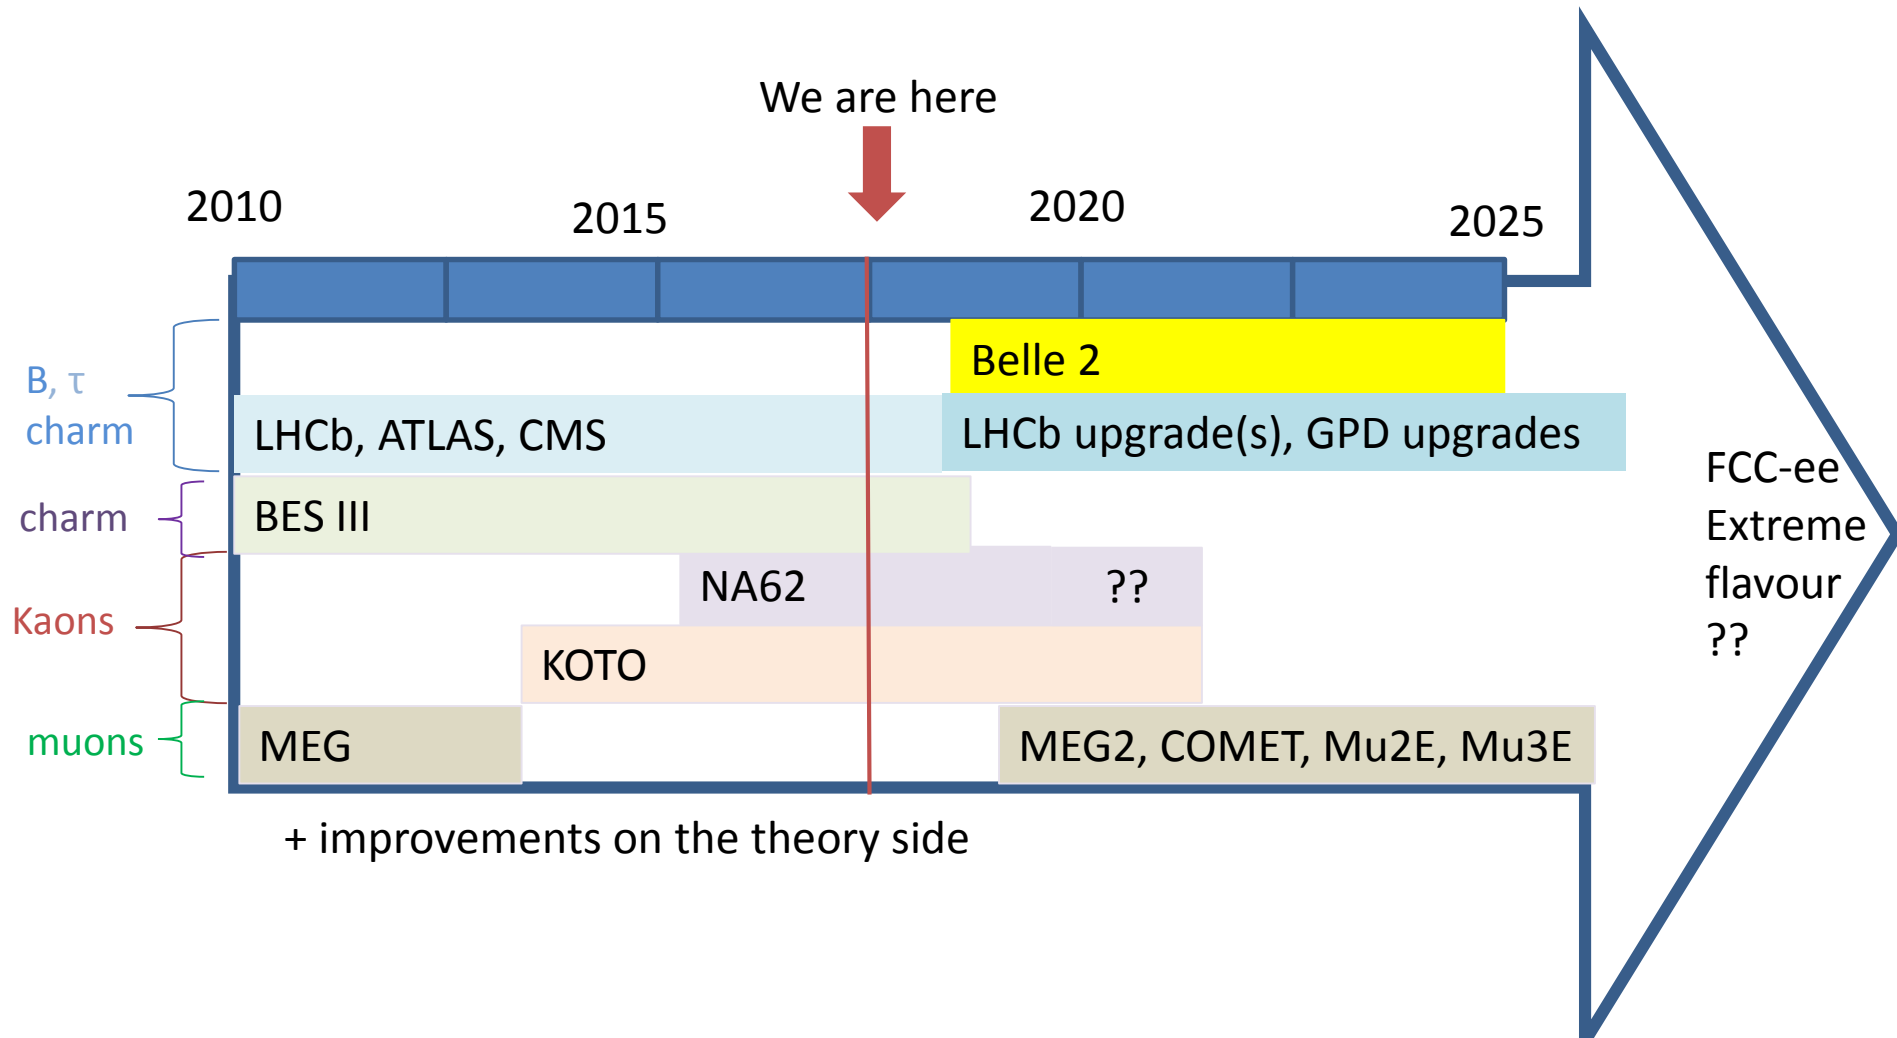 We are here
2010
2015
2020
2025
B, τ
charm
Belle 2
LHCb, ATLAS, CMS
LHCb upgrade(s), GPD upgrades
charm
BES III
Kaons
NA62
??
KOTO
muons
MEG
MEG2, COMET, Mu2E, Mu3E
FCC-ee
Extreme
flavour
??
+ improvements on the theory side